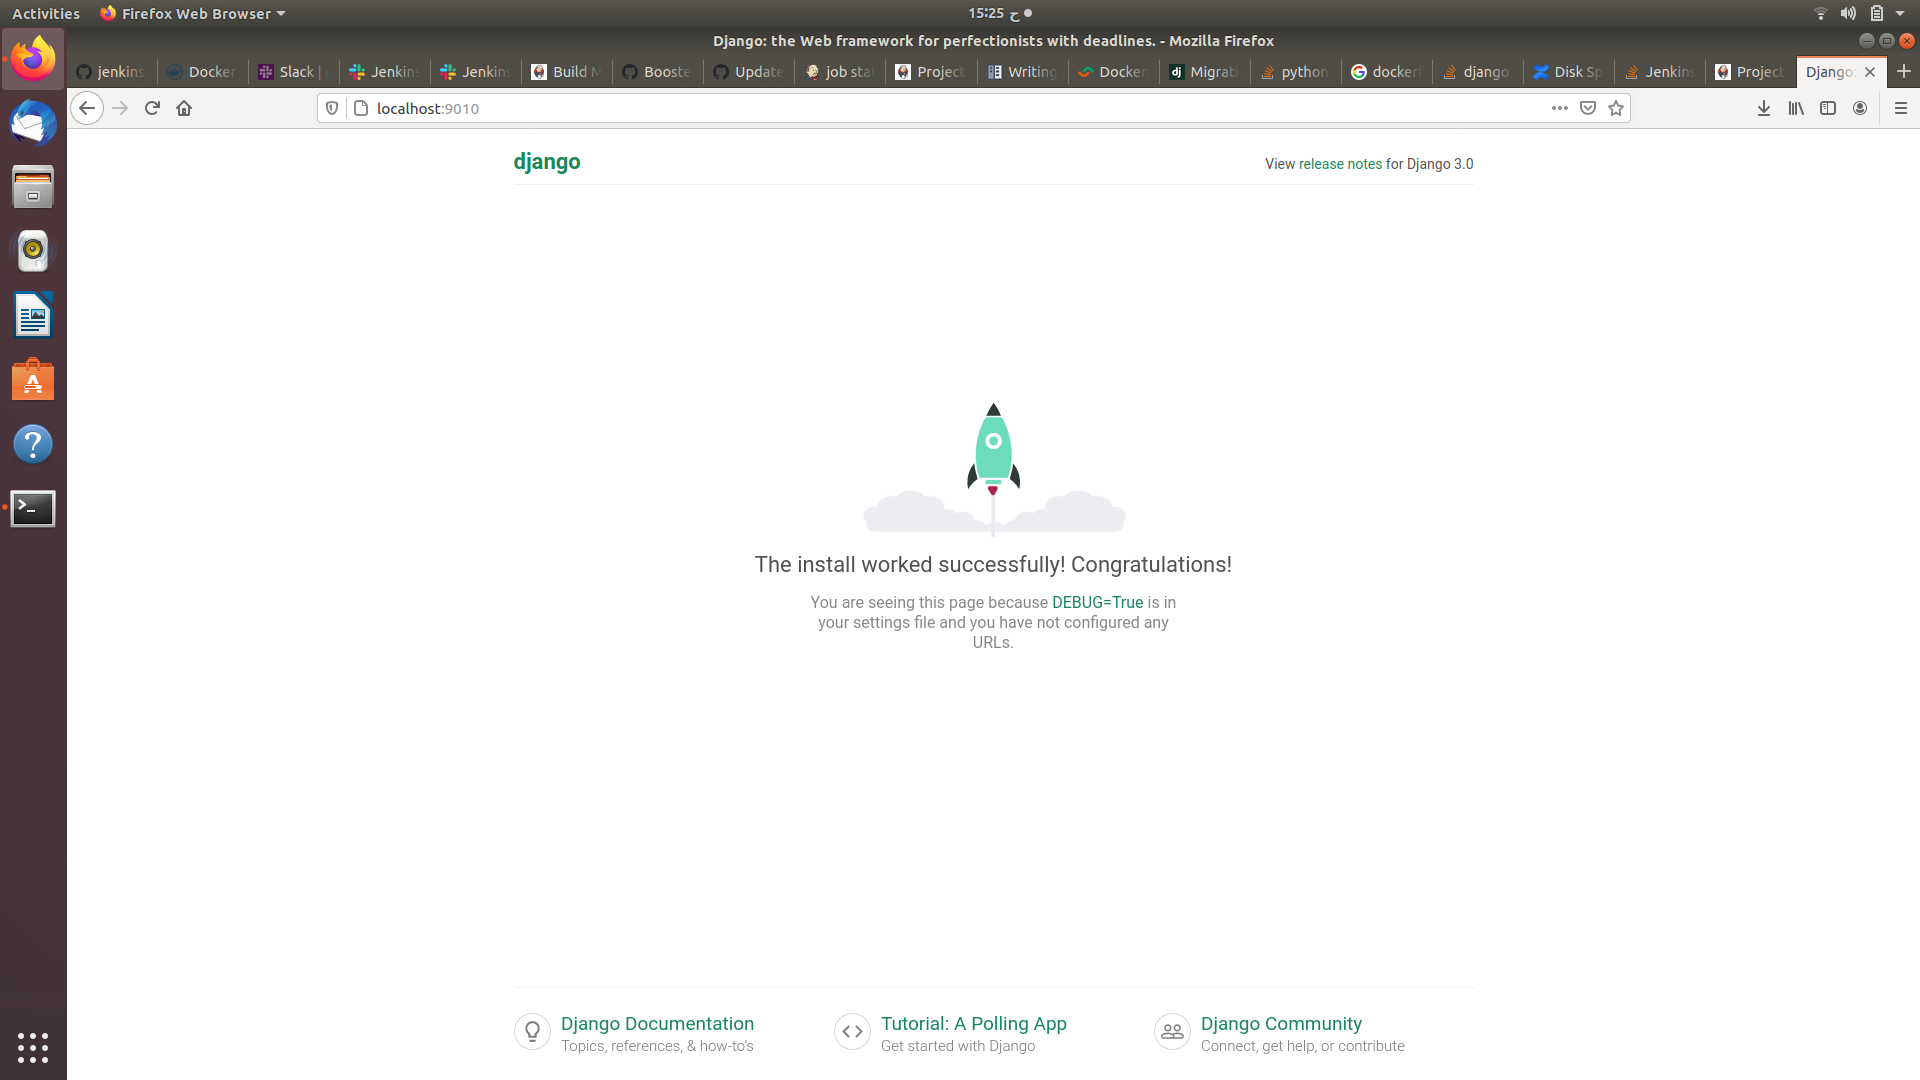 Activities
Firefox Web Browser
15:25 ح
Django: the Web framework for perfectionists with deadlines. - Mozilla Firefox
jenkins
Docker
Slack |
Jenkins
Jenkins
Build M
Booste
Update
job stat
Project
Writing
Docker
Migrati
python
dockerf
django
Disk Sp
Jenkins
Project
Django:
localhost:9010
django
View release notes for Django 3.0
The install worked successfully! Congratulations!
You are seeing this page because DEBUG=True is in
your settings file and you have not configured any
URLs.
Django Documentation
Topics, references, & how-to's
Tutorial: A Polling App
Get started with Django
Django Community
Connect, get help, or contribute